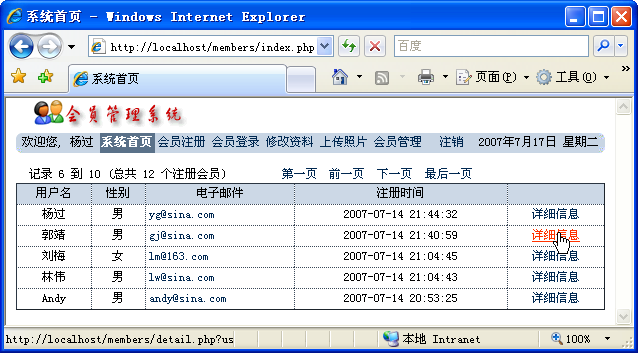 系统首页 - Windows Internet Explorer
http://localhost/members/index.php
百度
系统首页
页面(P)
工具(O)
会员管理系统
欢迎您, 杨过 系统首页 会员注册 会员登录 修改资料 上传照片 会员管理 注销 2007年7月17日 星期二
记录 6 到 10 (总共 12 个注册会员) 第一页 前一页 下一页 最后一页
用户名 性别 电子邮件 注册时间
杨过 男 yg@sina.com 2007-07-14 21:44:32 详细信息
郭靖 男 gj@sina.com 2007-07-14 21:40:59 详细信息
刘梅 女 lm@163.com 2007-07-14 21:04:45 详细信息
林伟 男 lw@sina.com 2007-07-14 21:04:43 详细信息
Andy 男 andy@sina.com 2007-07-14 20:53:25 详细信息
http://localhost/members/detail.php?us
本地 Intranet
100%